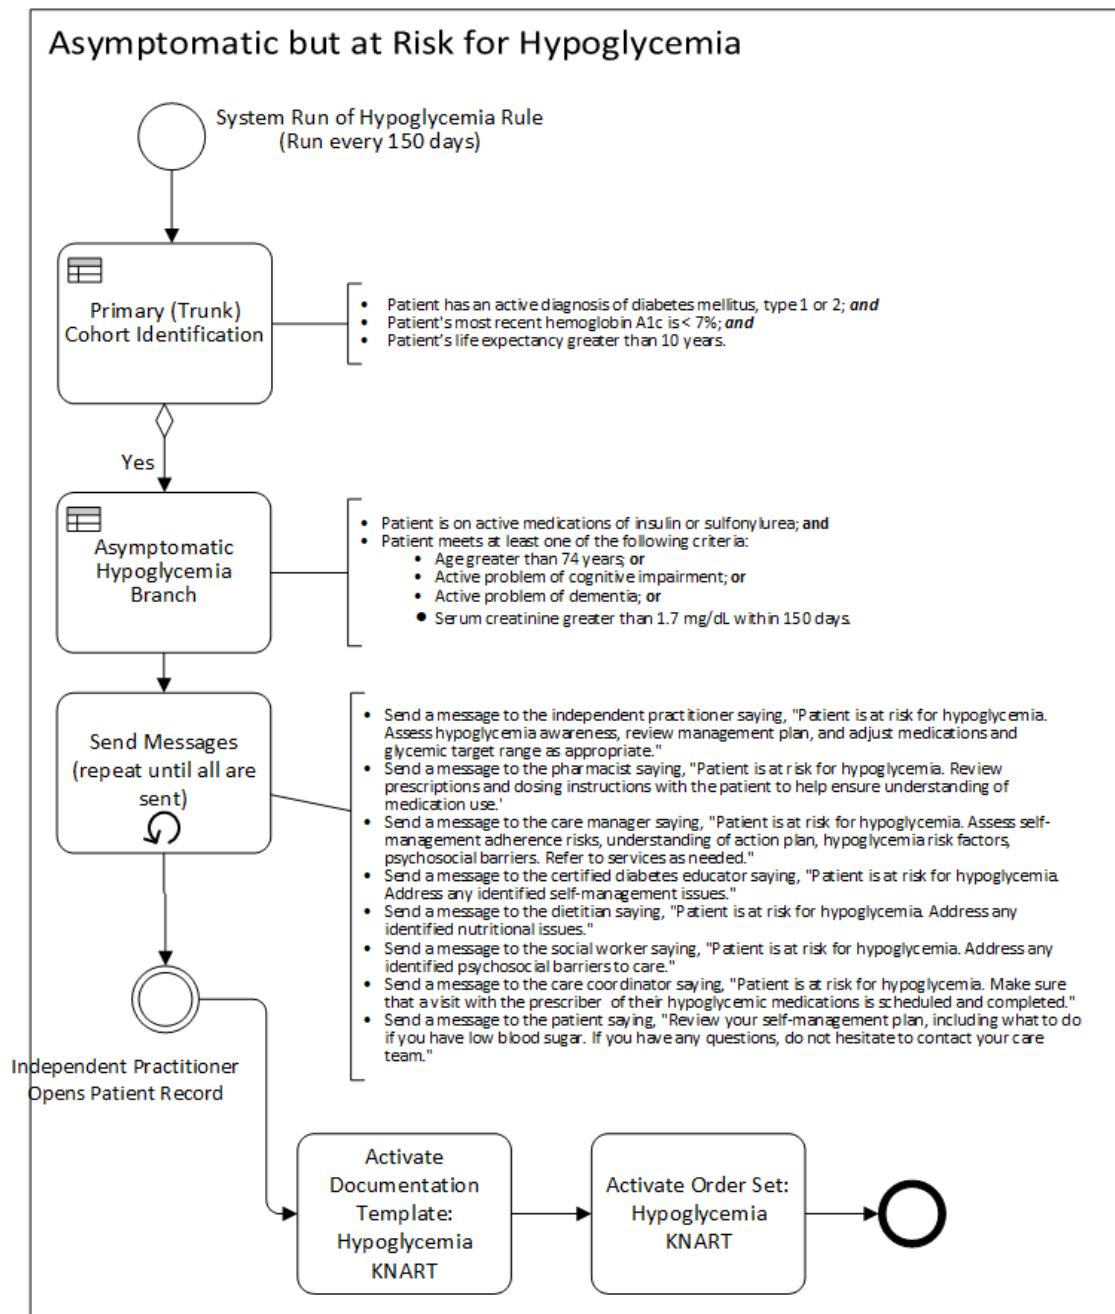 Asymptomatic but at Risk for Hypoglycemia
System Run of Hypoglycemia Rule
(Run every 150 days)
Primary (Trunk)
Cohort Identification
• Patient has an active diagnosis of diabetes mellitus, type 1 or 2; and
• Patient's most recent hemoglobin A1c is < 7%; and
• Patient's life expectancy greater than 10 years.
Yes
Asymptomatic
Hypoglycemia
Branch
• Patient is on active medications of insulin or sulfonylurea; and
• Patient meets at least one of the following criteria:
• Age greater than 74 years; or
• Active problem of cognitive impairment; or
• Active problem of dementia; or
• Serum creatinine greater than 1.7 mg/dL within 150 days.
Send Messages
(repeat until all are
sent)
• Send a message to the independent practitioner saying, "Patient is at risk for hypoglycemia.
Assess hypoglycemia awareness, review management plan, and adjust medications and
glycemic target range as appropriate."
• Send a message to the pharmacist saying, "Patient is at risk for hypoglycemia. Review
prescriptions and dosing instructions with the patient to help ensure understanding of
medication use.'
• Send a message to the care manager saying, "Patient is at risk for hypoglycemia. Assess self-
management adherence risks, understanding of action plan, hypoglycemia risk factors,
psychosocial barriers. Refer to services as needed."
• Send a message to the certified diabetes educator saying, "Patient is at risk for hypoglycemia.
Address any identified self-management issues."
• Send a message to the dietitian saying, "Patient is at risk for hypoglycemia. Address any
identified nutritional issues."
• Send a message to the social worker saying, "Patient is at risk for hypoglycemia. Address any
identified psychosocial barriers to care."
• Send a message to the care coordinator saying, "Patient is at risk for hypoglycemia. Make sure
that a visit with the prescriber of their hypoglycemic medications is scheduled and completed."
• Send a message to the patient saying, "Review your self-management plan, including what to do
if you have low blood sugar. If you have any questions, do not hesitate to contact your care
team."
Independent Practitioner
Opens Patient Record
Activate
Documentation
Template:
Hypoglycemia
KNART
Activate Order Set:
Hypoglycemia
KNART